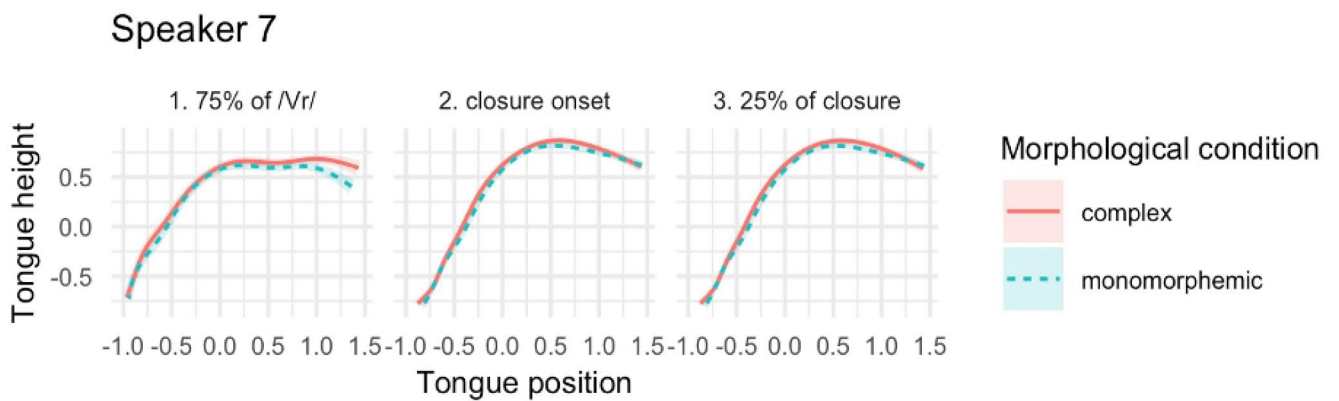 Speaker 7
1. 75% of /Vr/ 2. closure onset 3. 25% of closure
Tongue height
0.5
0.0
-0.5
-1.0 -0.5 0.0 0.5 1.0 1.5 -1.0 -0.5 0.0 0.5 1.0 1.5 -1.0 -0.5 0.0 0.5 1.0 1.5
Tongue position
Morphological condition
complex
monomorphemic